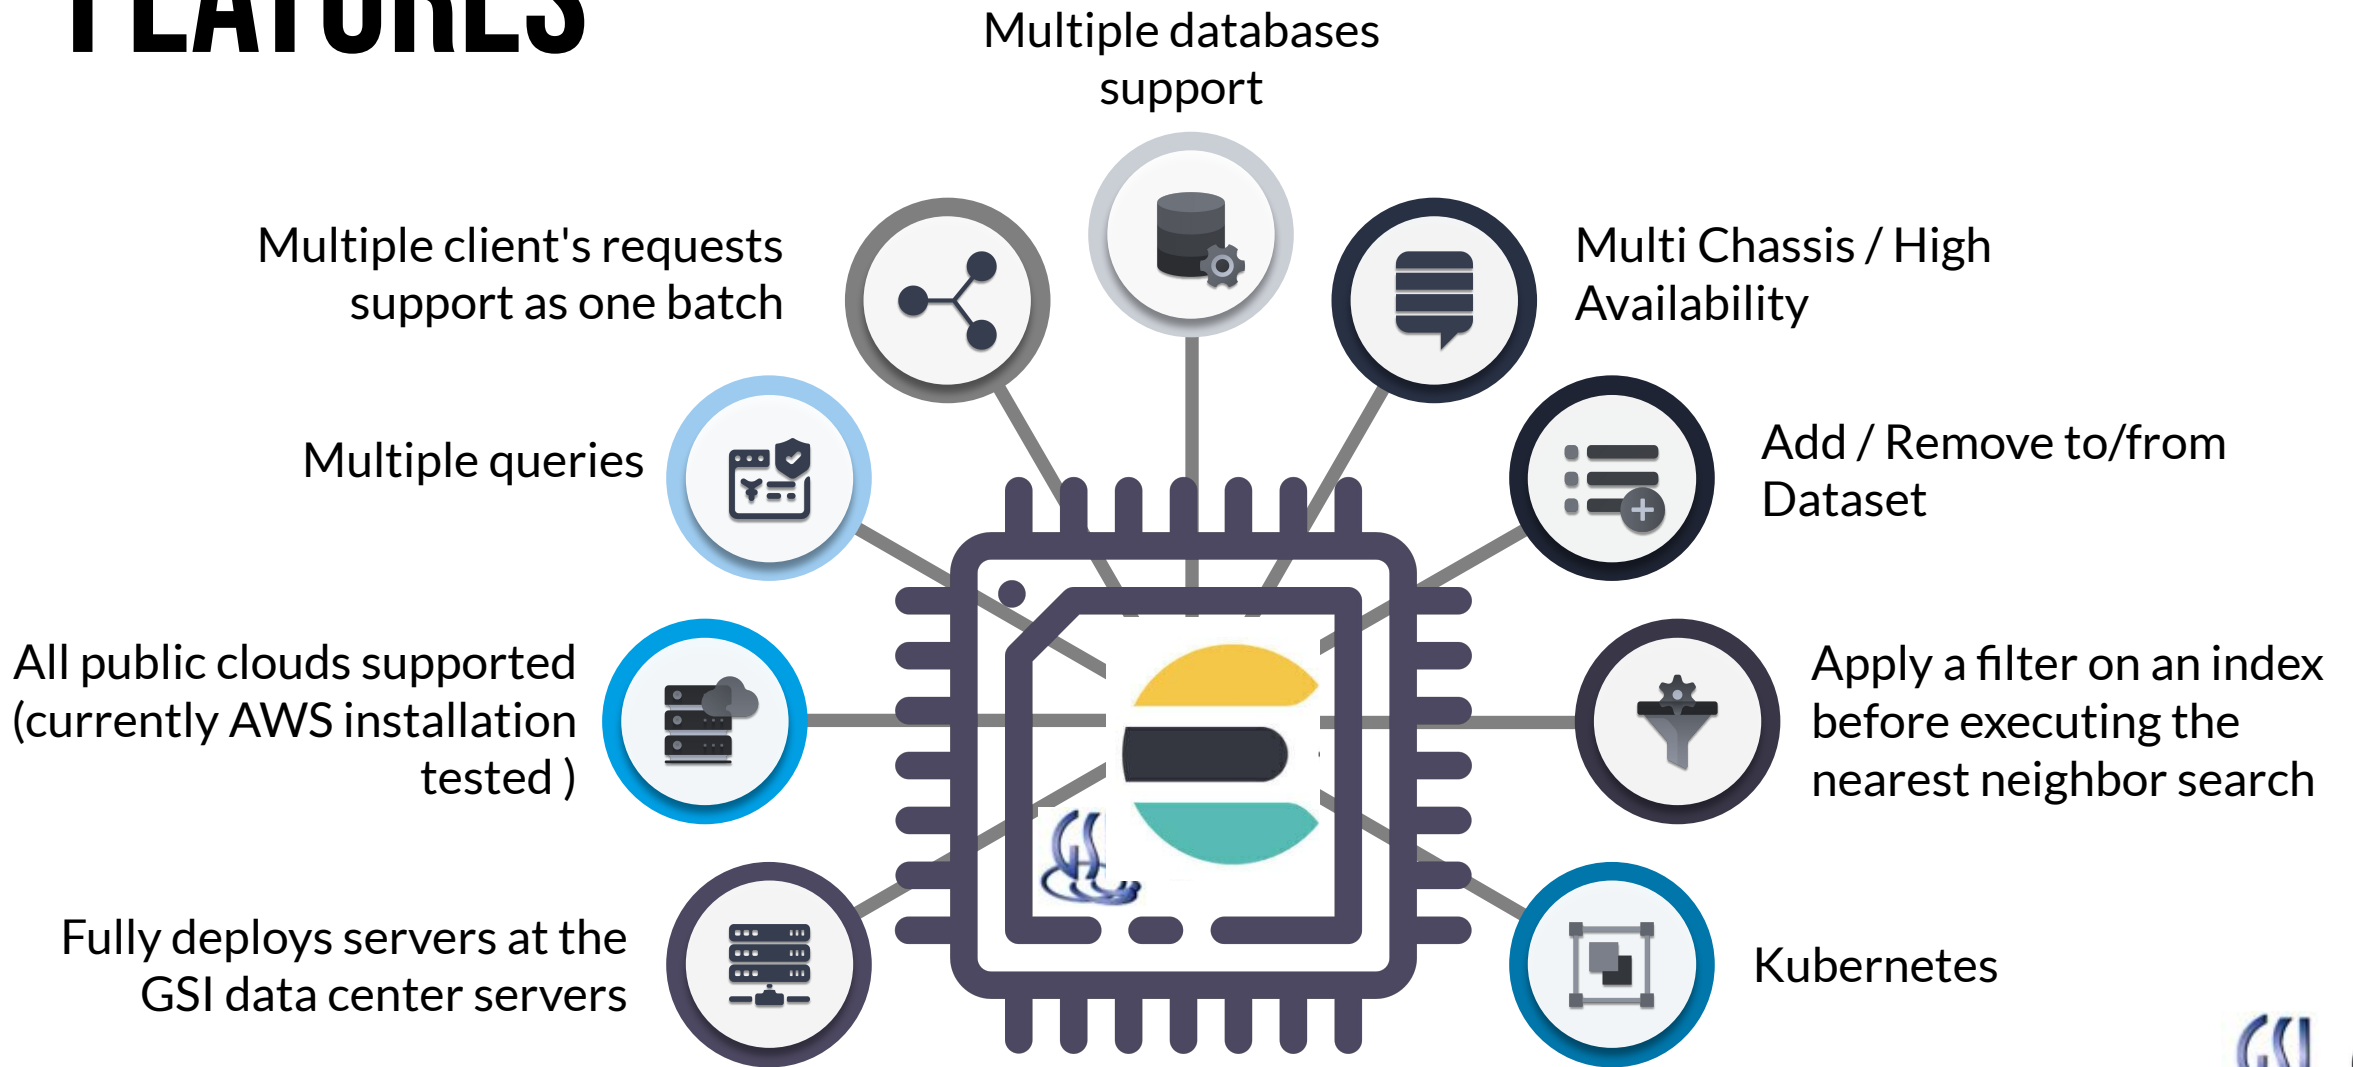 FEATURES
Multiple databases
support
Multiple client's requests
support as one batch
Multi Chassis / High
Availability
Multiple queries
Add / Remove to/from
Dataset
All public clouds supported
(currently AWS installation
tested )
Apply a filter on an index
before executing the
nearest neighbor search
Fully deploys servers at the
GSI data center servers
Kubernetes
GSI